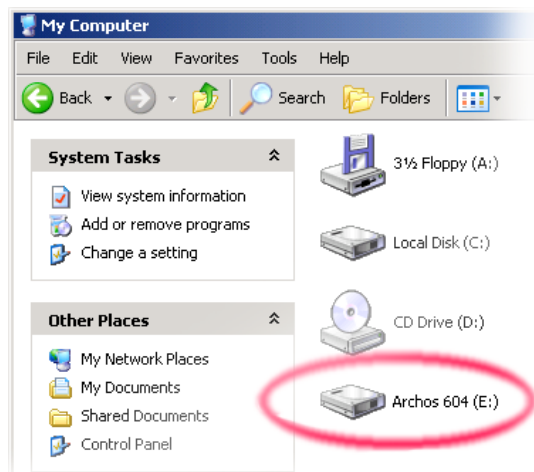 My Computer
File Edit View Favorites Tools Help
Back Search Folders
System Tasks
View system information
Add or remove programs
Change a setting
Other Places
My Network Places
My Documents
Shared Documents
Control Panel
3½ Floppy (A:)
Local Disk (C:)
CD Drive (D:)
Archos 604 (E:)